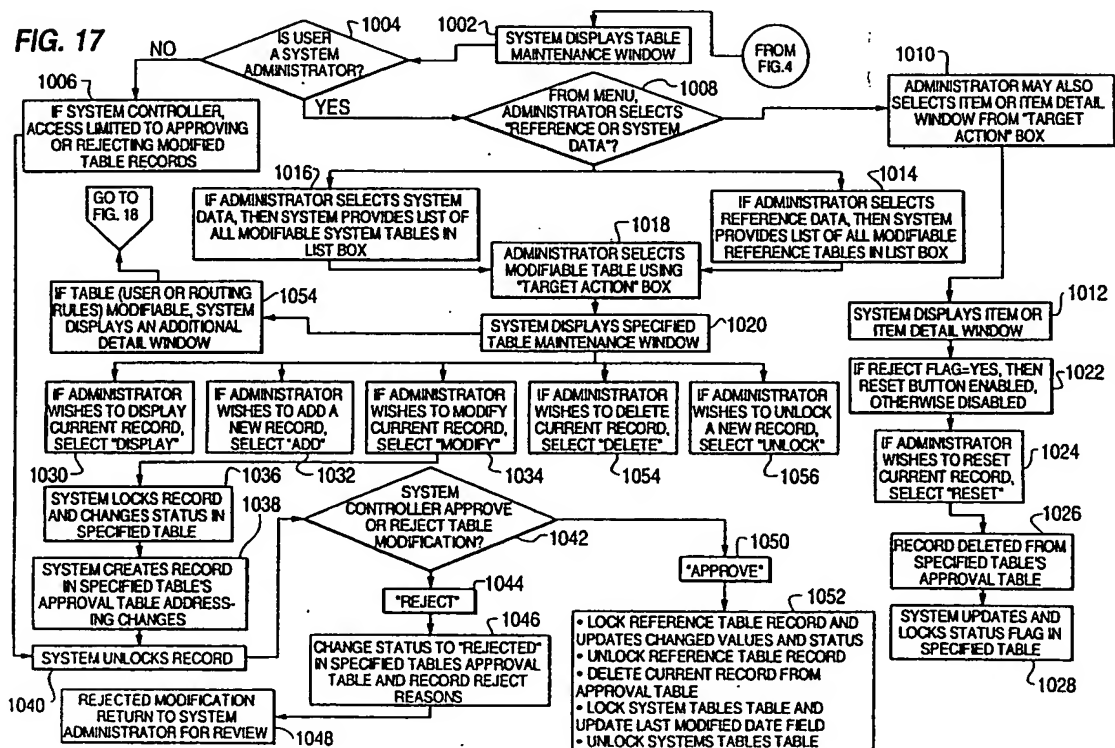 FIG. 17
1004
IS USER
A SYSTEM
ADMINISTRATOR?
NO
YES
1002
SYSTEM DISPLAYS TABLE
MAINTENANCE WINDOW
FROM
FIG.4
1006
IF SYSTEM CONTROLLER,
ACCESS LIMITED TO APPROVING
OR REJECTING MODIFIED
TABLE RECORDS
1008
FROM MENU,
ADMINISTRATOR SELECTS
"REFERENCE OR SYSTEM
DATA"?
1010
ADMINISTRATOR MAY ALSO
SELECTS ITEM OR ITEM DETAIL
WINDOW FROM "TARGET
ACTION" BOX
GO TO
FIG. 18
1016
IF ADMINISTRATOR SELECTS SYSTEM
DATA, THEN SYSTEM PROVIDES LIST OF
ALL MODIFIABLE SYSTEM TABLES IN
LIST BOX
1014
IF ADMINISTRATOR SELECTS
REFERENCE DATA, THEN SYSTEM
PROVIDES LIST OF ALL MODIFIABLE
REFERENCE TABLES IN LIST BOX
1018
ADMINISTRATOR SELECTS
MODIFIABLE TABLE USING
"TARGET ACTION" BOX
IF TABLE (USER OR ROUTING
RULES) MODIFIABLE, SYSTEM
DISPLAYS AN ADDITIONAL
DETAIL WINDOW
1054
SYSTEM DISPLAYS SPECIFIED
TABLE MAINTENANCE WINDOW
1020
1012
SYSTEM DISPLAYS ITEM OR
ITEM DETAIL WINDOW
IF REJECT FLAG=YES, THEN
RESET BUTTON ENABLED,
OTHERWISE DISABLED
1022
IF ADMINISTRATOR
WISHES TO DISPLAY
CURRENT RECORD,
SELECT "DISPLAY"
1030
IF ADMINISTRATOR
WISHES TO ADD A
NEW RECORD,
SELECT "ADD"
1032
IF ADMINISTRATOR
WISHES TO MODIFY
CURRENT RECORD,
SELECT "MODIFY"
1034
IF ADMINISTRATOR
WISHES TO DELETE
CURRENT RECORD,
SELECT "DELETE"
1054
IF ADMINISTRATOR
WISHES TO UNLOCK
A NEW RECORD,
SELECT "UNLOCK"
1056
IF ADMINISTRATOR
WISHES TO RESET
CURRENT RECORD,
SELECT "RESET"
1024
1036
SYSTEM LOCKS RECORD
AND CHANGES STATUS IN
SPECIFIED TABLE
1038
SYSTEM CREATES RECORD
IN SPECIFIED TABLE'S
APPROVAL TABLE ADDRESS-
ING CHANGES
SYSTEM UNLOCKS RECORD
1040
SYSTEM
CONTROLLER APPROVE
OR REJECT TABLE
MODIFICATION?
1042
1044
"REJECT"
1046
CHANGE STATUS TO "REJECTED"
IN SPECIFIED TABLES APPROVAL
TABLE AND RECORD REJECT
REASONS
REJECTED MODIFICATION
RETURN TO SYSTEM
ADMINISTRATOR FOR REVIEW
1048
1050
"APPROVE"
1052
• LOCK REFERENCE TABLE RECORD AND
UPDATES CHANGED VALUES AND STATUS
• UNLOCK REFERENCE TABLE RECORD
• DELETE CURRENT RECORD FROM
APPROVAL TABLE
• LOCK SYSTEM TABLES TABLE AND
UPDATE LAST MODIFIED DATE FIELD
• UNLOCK SYSTEMS TABLES TABLE
1026
RECORD DELETED FROM
SPECIFIED TABLE'S
APPROVAL TABLE
SYSTEM UPDATES AND
LOCKS STATUS FLAG IN
SPECIFIED TABLE
1028